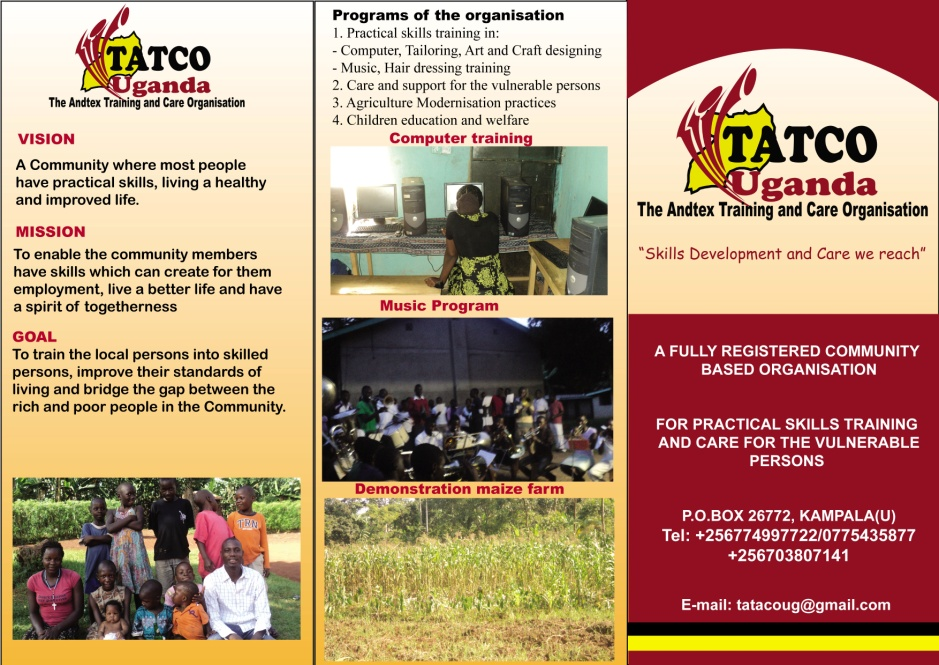 TATCO
Uganda
The Andtex Training and Care Organisation
VISION
A Community where most people
have practical skills, living a healthy
and improved life.
MISSION
To enable the community members
have skills which can create for them
employment, live a better life and have
a spirit of togetherness
GOAL
To train the local persons into skilled
persons, improve their standards of
living and bridge the gap between the
rich and poor people in the Community.
TRN
Programs of the organisation
1. Practical skills training in:
- Computer, Tailoring, Art and Craft designing
- Music, Hair dressing training
2. Care and support for the vulnerable persons
3. Agriculture Modernisation practices
4. Children education and welfare
Computer training
Music Program
Demonstration maize farm
TATCO
Uganda
The Andtex Training and Care Organisation
“Skills Development and Care we reach”
A FULLY REGISTERED COMMUNITY
BASED ORGANISATION
FOR PRACTICAL SKILLS TRAINING
AND CARE FOR THE VULNERABLE
PERSONS
P.O.BOX 26772, KAMPALA(U)
Tel: +256774997722/0775435877
+256703807141
E-mail: tatacoug@gmail.com